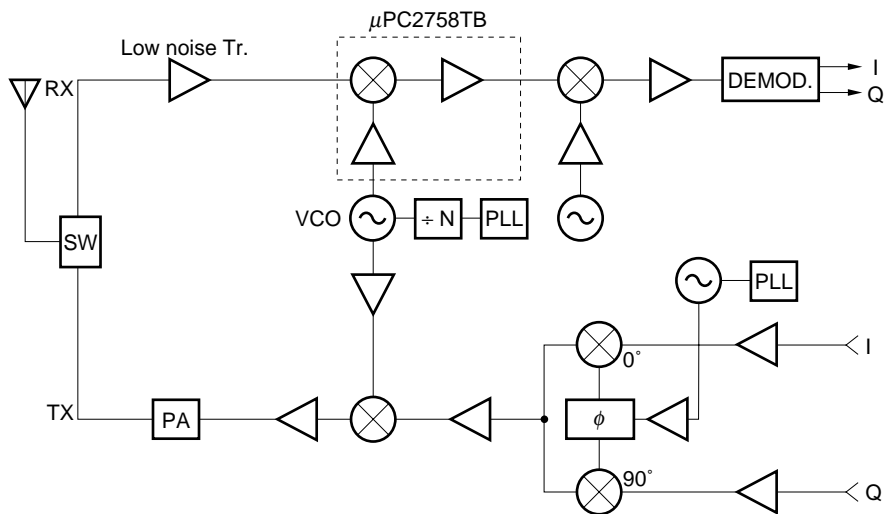 μPC2758TB
Low noise Tr.
RX
DEMOD.
I
Q
VCO
÷ N
PLL
SW
PLL
I
0°
TX
PA
ϕ
90°
Q